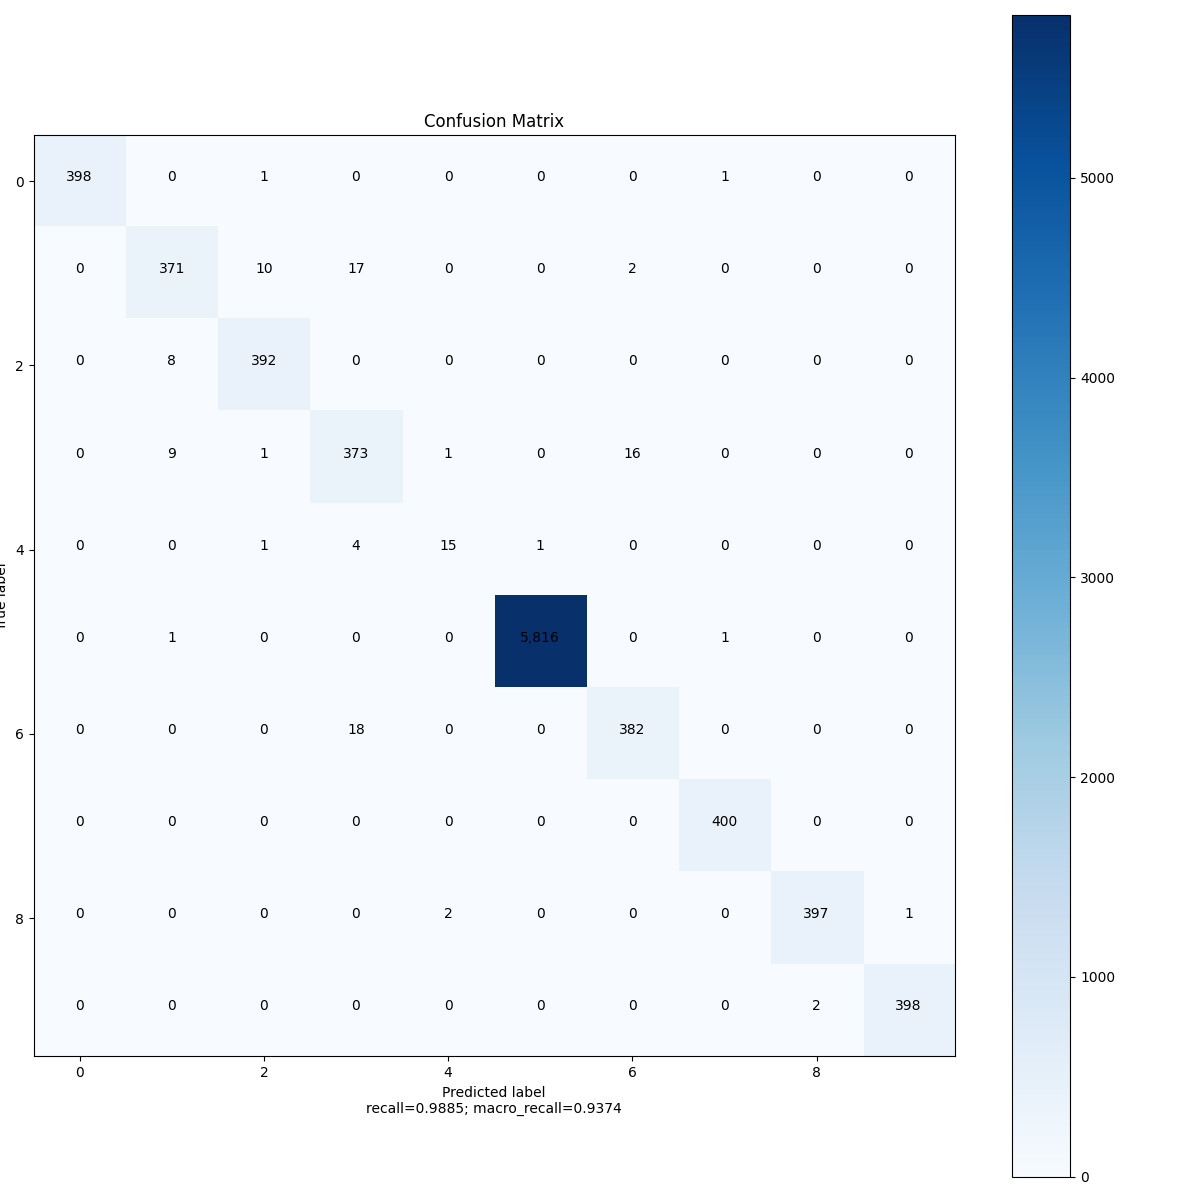 Confusion Matrix
0 398 0 1 0 0 0 0 1 0 0
0 371 10 17 0 0 2 0 0 0
2 0 8 392 0 0 0 0 0 0 0
0 9 1 373 1 0 16 0 0 0
4 0 0 1 4 15 1 0 0 0 0
0 1 0 0 0 5,816 0 1 0 0
6 0 0 0 18 0 0 382 0 0 0
0 0 0 0 0 0 0 400 0 0
8 0 0 0 0 2 0 0 0 397 1
0 0 0 0 0 0 0 0 2 398
0 2 4 6 8
Predicted label
recall=0.9885; macro_recall=0.9374
True label
5000
4000
3000
2000
1000
0